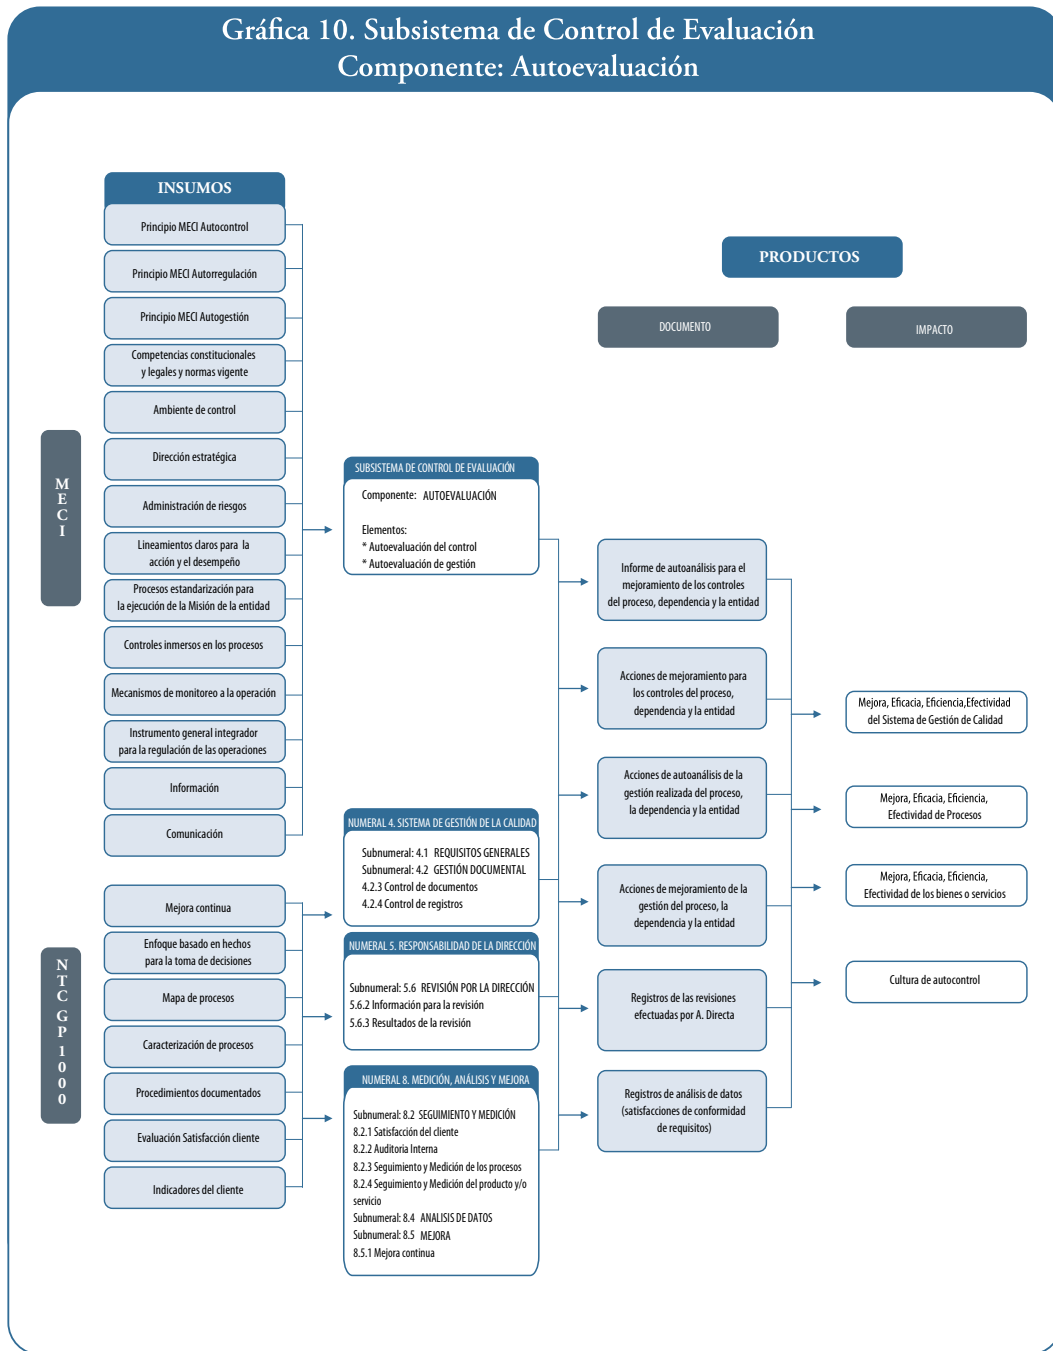 Gráfica 10. Subsistema de Control de Evaluación
Componente: Autoevaluación
INSUMOS
Principio MECI Autocontrol
Principio MECI Autorregulación
Principio MECI Autogestión
Competencias constitucionales
y legales y normas vigente
Ambiente de control
Dirección estratégica
Administración de riesgos
Lineamientos claros para la
acción y el desempeño
Procesos estandarización para
la ejecución de la Misión de la entidad
Controles inmersos en los procesos
Mecanismos de monitoreo a la operación
Instrumento general integrador
para la regulación de las operaciones
Información
Comunicación
MECI
Mejora continua
Enfoque basado en hechos
para la toma de decisiones
Mapa de procesos
Caracterización de procesos
Procedimientos documentados
Evaluación Satisfacción cliente
Indicadores del cliente
NTC GP 1000
SUBSISTEMA DE CONTROL DE EVALUACIÓN
Componente: AUTOEVALUACIÓN
Elementos:
* Autoevaluación del control
* Autoevaluación de gestión
NUMERAL 4. SISTEMA DE GESTIÓN DE LA CALIDAD
Subnumeral: 4.1 REQUISITOS GENERALES
Subnumeral: 4.2 GESTIÓN DOCUMENTAL
4.2.3 Control de documentos
4.2.4 Control de registros
NUMERAL 5. RESPONSABILIDAD DE LA DIRECCIÓN
Subnumeral: 5.6 REVISIÓN POR LA DIRECCIÓN
5.6.2 Información para la revisión
5.6.3 Resultados de la revisión
NUMERAL 8. MEDICIÓN, ANÁLISIS Y MEJORA
Subnumeral: 8.2 SEGUIMIENTO Y MEDICIÓN
8.2.1 Satisfacción del cliente
8.2.2 Auditoria Interna
8.2.3 Seguimiento y Medición de los procesos
8.2.4 Seguimiento y Medición del producto y/o
servicio
Subnumeral: 8.4 ANALISIS DE DATOS
Subnumeral: 8.5 MEJORA
8.5.1 Mejora continua
PRODUCTOS
DOCUMENTO
Informe de autoanálisis para el
mejoramiento de los controles
del proceso, dependencia y la entidad
Acciones de mejoramiento para
los controles del proceso,
dependencia y la entidad
Acciones de autoanálisis de la
gestión realizada del proceso,
la dependencia y la entidad
Acciones de mejoramiento de la
gestión del proceso, la
dependencia y la entidad
Registros de las revisiones
efectuadas por A. Directa
Registros de análisis de datos
(satisfacciones de conformidad
de requisitos)
IMPACTO
Mejora, Eficacia, Eficiencia,Efectividad
del Sistema de Gestión de Calidad
Mejora, Eficacia, Eficiencia,
Efectividad de Procesos
Mejora, Eficacia, Eficiencia,
Efectividad de los bienes o servicios
Cultura de autocontrol